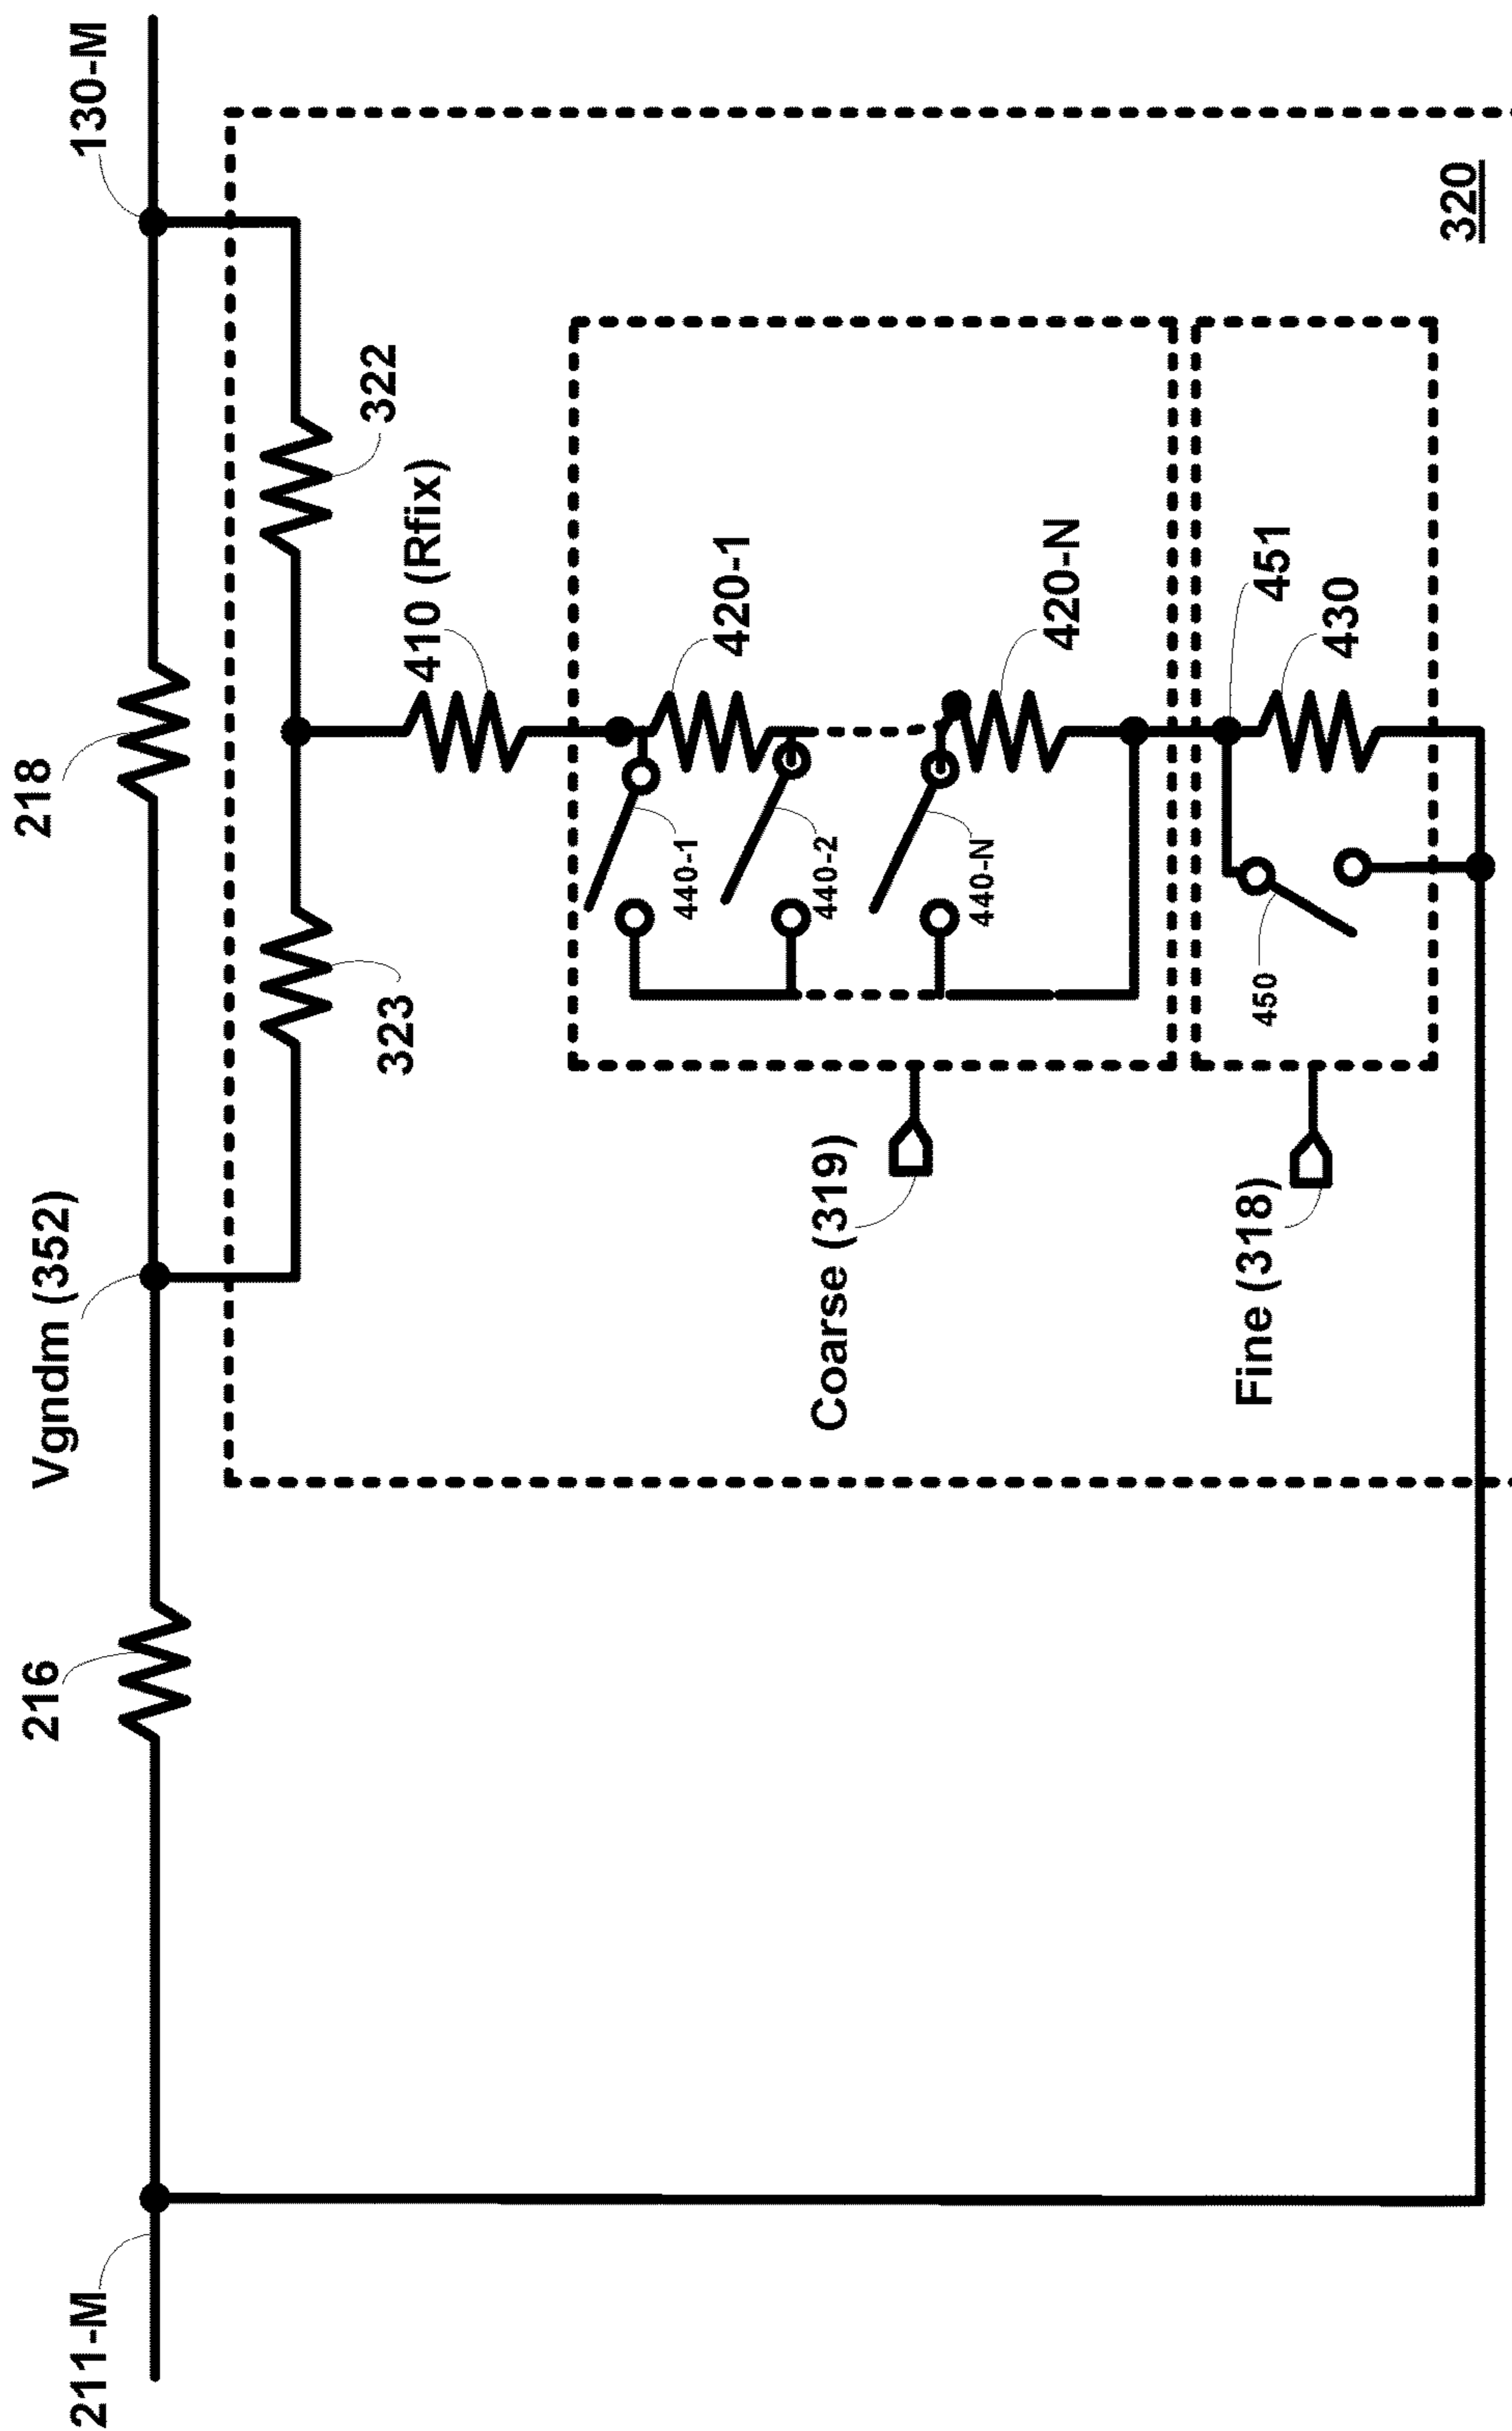 211-M
216
Vgndm (352)
218
130-M
323
322
410 (Rfix)
440-1
420-1
440-2
Coarse (319)
440-N
420-N
Fine (318)
450
451
430
320